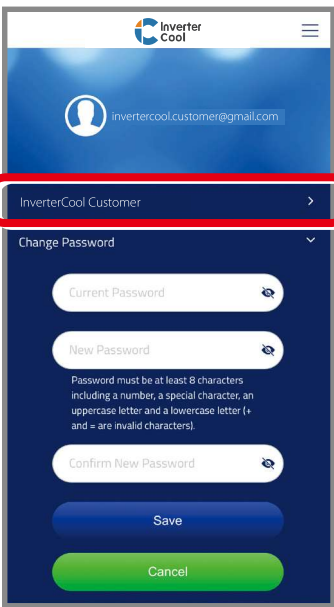 Inverter
Cool
invertercool.customer@gmail.com
InverterCool Customer
Change Password
Current Password
New Password
Password must be at least 8 characters
including a number, a special character, an
uppercase letter and a lowercase letter (+
and = are invalid characters).
Confirm New Password
Save
Cancel